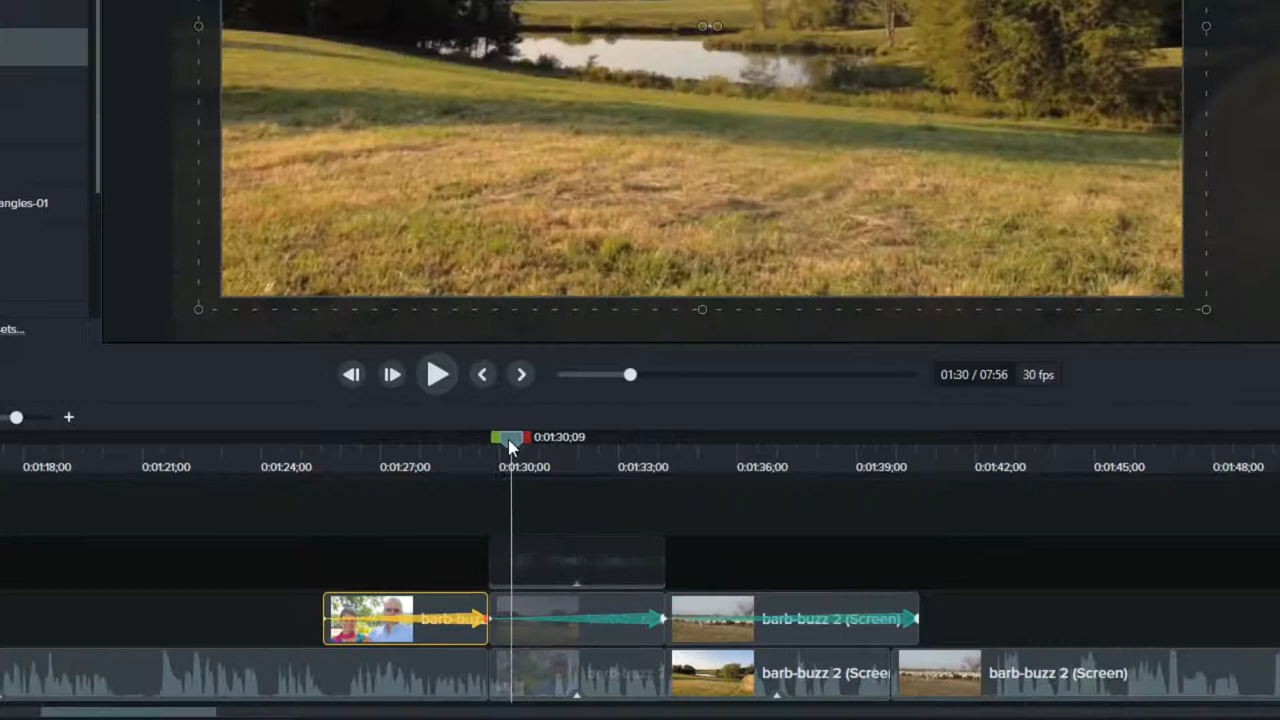 angles-01
sets...
01:30 / 07:56 30 fps
+
0:01:30;09
0:01:18;00 0:01:21;00 0:01:24;00 0:01:27;00 0:01:30;00 0:01:33;00 0:01:36;00 0:01:39;00 0:01:42;00 0:01:45;00 0:01:48;00
barb-buz barb-buzz 2 (Screen)
barb-buzz 2 (Scree barb-buzz 2 (Screen)